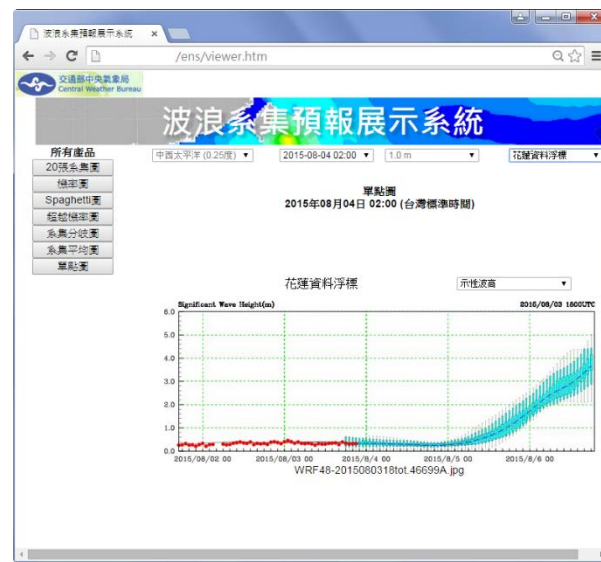 波浪系集預報展示系統
/ens/viewer.htm
交通部中央氣象局
Central Weather Bureau
波浪系集預報展示系統
所有產品
中西太平洋 (0.25度)
2015-08-04 02:00
1.0 m
花蓮資料浮標
20張系集圖
機率圖
Spaghetti圖
超越機率圖
系集分歧圖
系集平均圖
單點圖
單點圖
2015年08月04日 02:00 (台灣標準時間)
花蓮資料浮標
示性波高
Significant Wave Height(m)
2015/08/03 1800UTC
6.0
5.0
4.0
3.0
2.0
1.0
0.0
2015/08/02 00
2015/08/03 00
2015/8/4 00
2015/8/5 00
2015/8/6 00
WRF48-2015080318tot.46699A.jpg